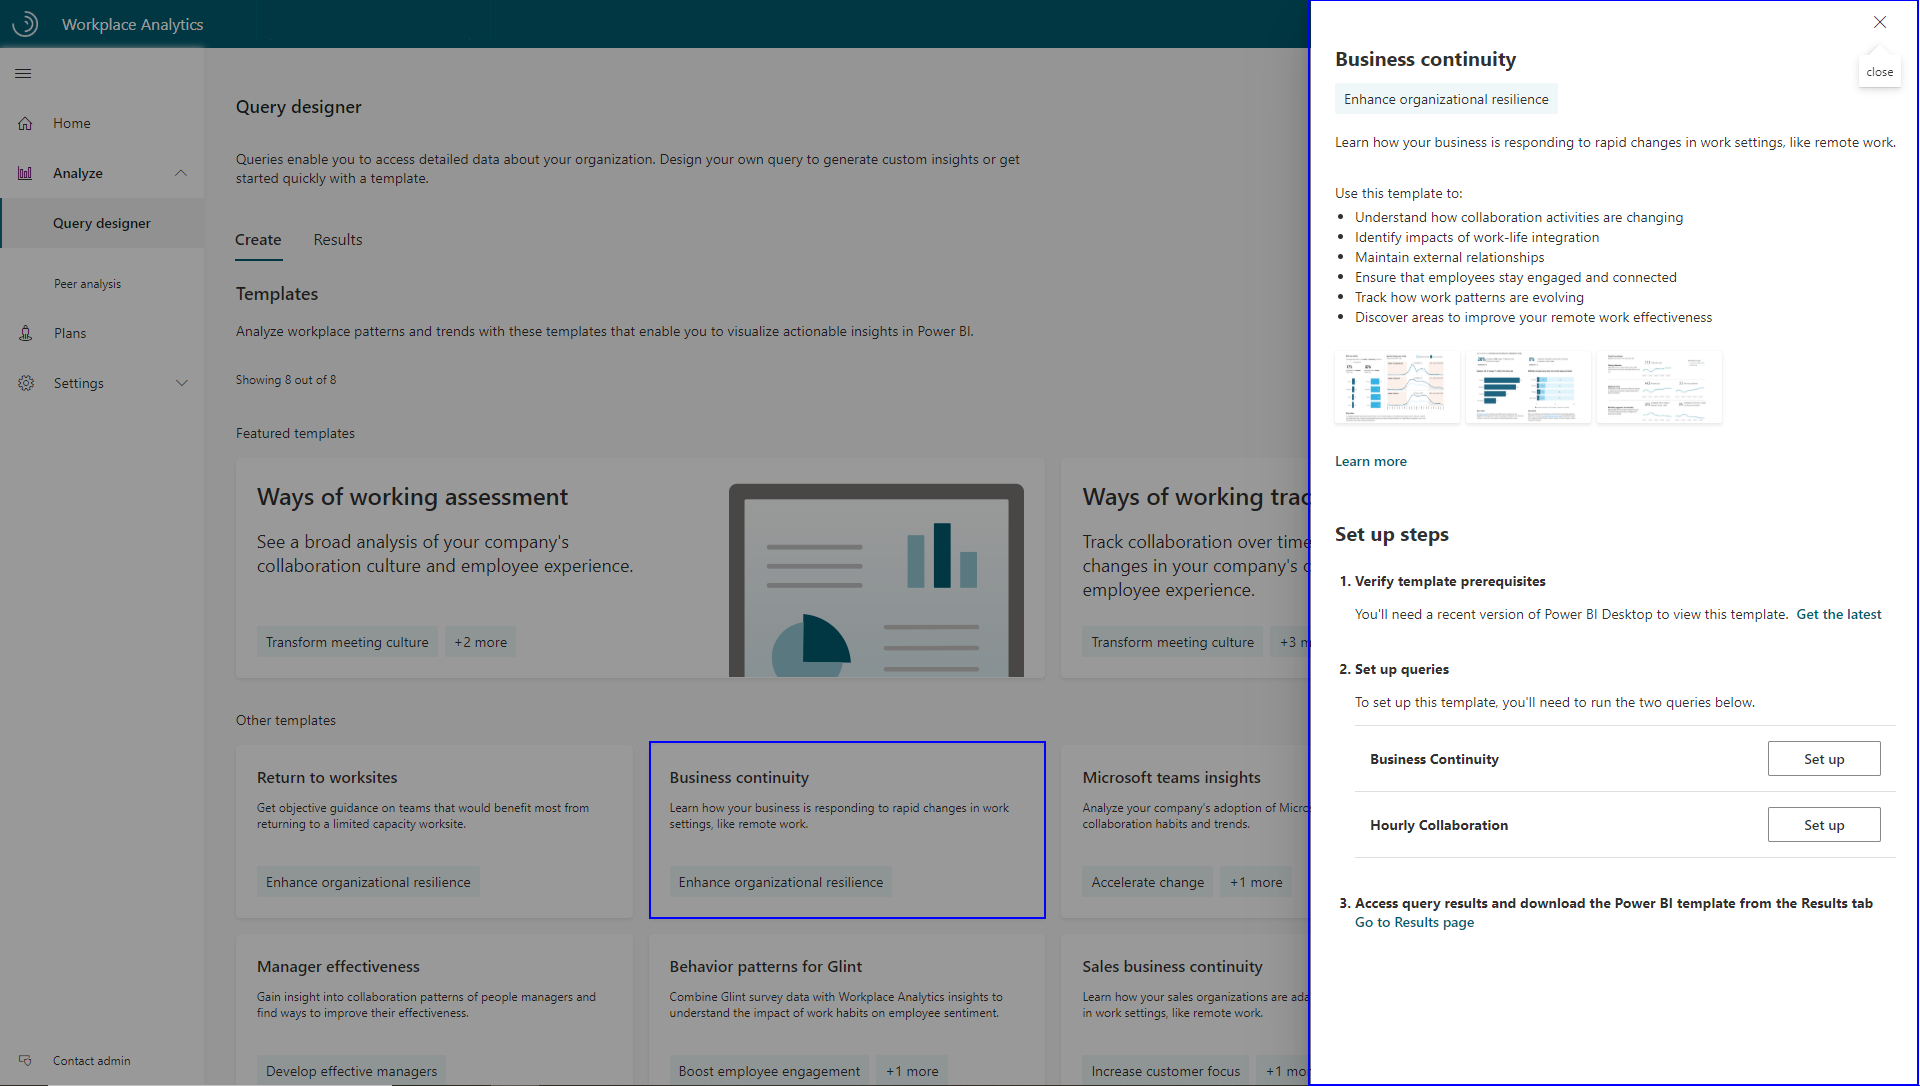 Workplace Analytics
Home
Analyze
Query designer
Peer analysis
Plans
Settings
Contact admin
Query designer
Queries enable you to access detailed data about your organization. Design your own query to generate custom insights or get
started quickly with a template.
Create
Results
Templates
Analyze workplace patterns and trends with these templates that enable you to visualize actionable insights in Power BI.
Showing 8 out of 8
Featured templates
Ways of working assessment
See a broad analysis of your company's
collaboration culture and employee experience.
Transform meeting culture
+2 more
Ways of working trac
Track collaboration over time
changes in your company's c
employee experience.
Transform meeting culture
+3 m
Other templates
Return to worksites
Get objective guidance on teams that would benefit most from
returning to a limited capacity worksite.
Enhance organizational resilience
Business continuity
Learn how your business is responding to rapid changes in work
settings, like remote work.
Enhance organizational resilience
Microsoft teams insights
Analyze your company's adoption of Micros
collaboration habits and trends.
Accelerate change
+1 more
Manager effectiveness
Gain insight into collaboration patterns of people managers and
find ways to improve their effectiveness.
Develop effective managers
Behavior patterns for Glint
Combine Glint survey data with Workplace Analytics insights to
understand the impact of work habits on employee sentiment.
Boost employee engagement
+1 more
Sales business continuity
Learn how your sales organizations are ada
in work settings, like remote work.
Increase customer focus
+1 mor
close
Business continuity
Enhance organizational resilience
Learn how your business is responding to rapid changes in work settings, like remote work.
Use this template to:
• Understand how collaboration activities are changing
• Identify impacts of work-life integration
• Maintain external relationships
• Ensure that employees stay engaged and connected
• Track how work patterns are evolving
• Discover areas to improve your remote work effectiveness
Learn more
Set up steps
1. Verify template prerequisites
You'll need a recent version of Power BI Desktop to view this template. Get the latest
2. Set up queries
To set up this template, you'll need to run the two queries below.
Business Continuity
Set up
Hourly Collaboration
Set up
3. Access query results and download the Power BI template from the Results tab
Go to Results page